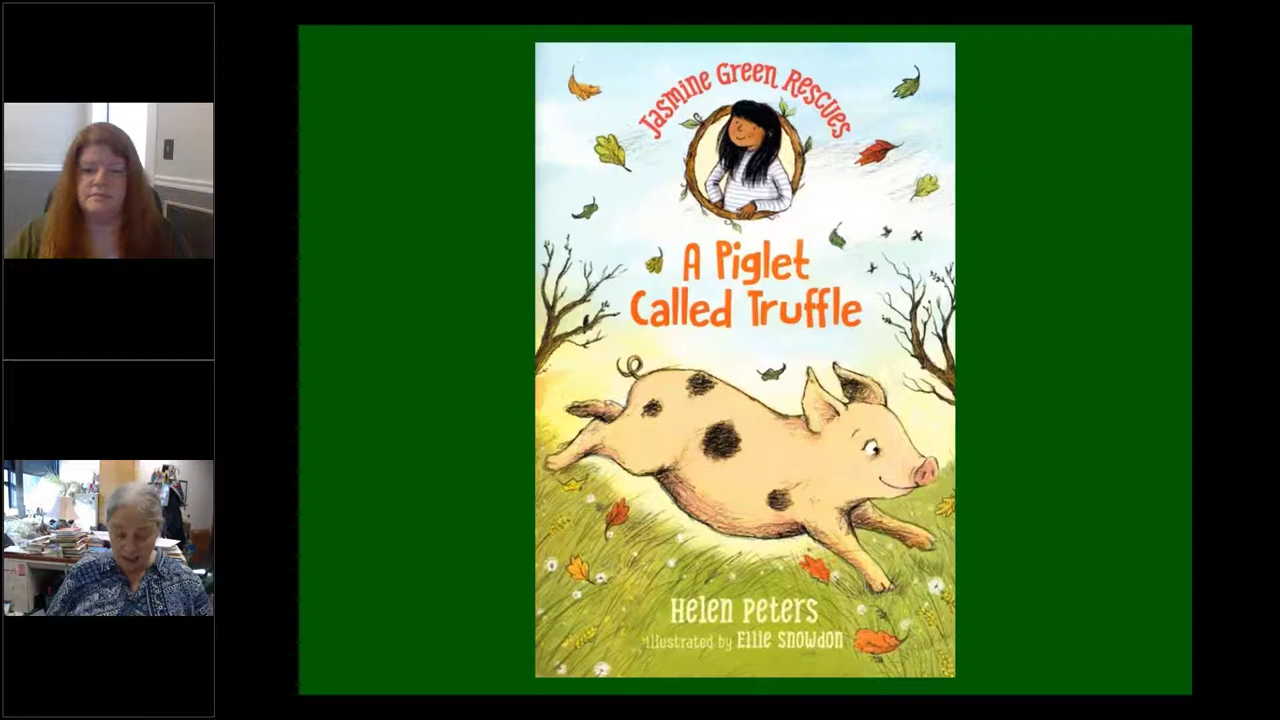 Jasmine Green Rescues
A Piglet
Called Truffle
Helen Peters
illustrated by Ellie Snowdon